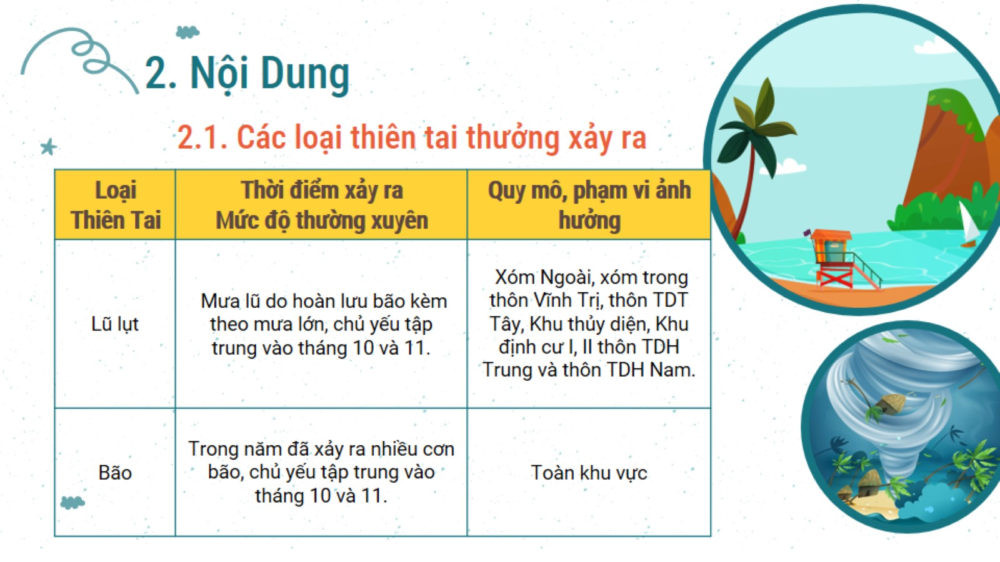 2. Nội Dung
2.1. Các loại thiên tai thưởng xảy ra
Loại
Thiên Tai
Thời điểm xảy ra
Mức độ thường xuyên
Quy mô, phạm vi ảnh
hưởng
Lũ lụt
Mưa lũ do hoàn lưu bão kèm
theo mưa lớn, chủ yếu tập
trung vào tháng 10 và 11.
Xóm Ngoài, xóm trong
thôn Vĩnh Trị, thôn TDT
Tây, Khu thủy diện, Khu
định cư I, II thôn TDH
Trung và thôn TDH Nam.
Bão
Trong năm đã xảy ra nhiều cơn
bão, chủ yếu tập trung vào
tháng 10 và 11.
Toàn khu vực